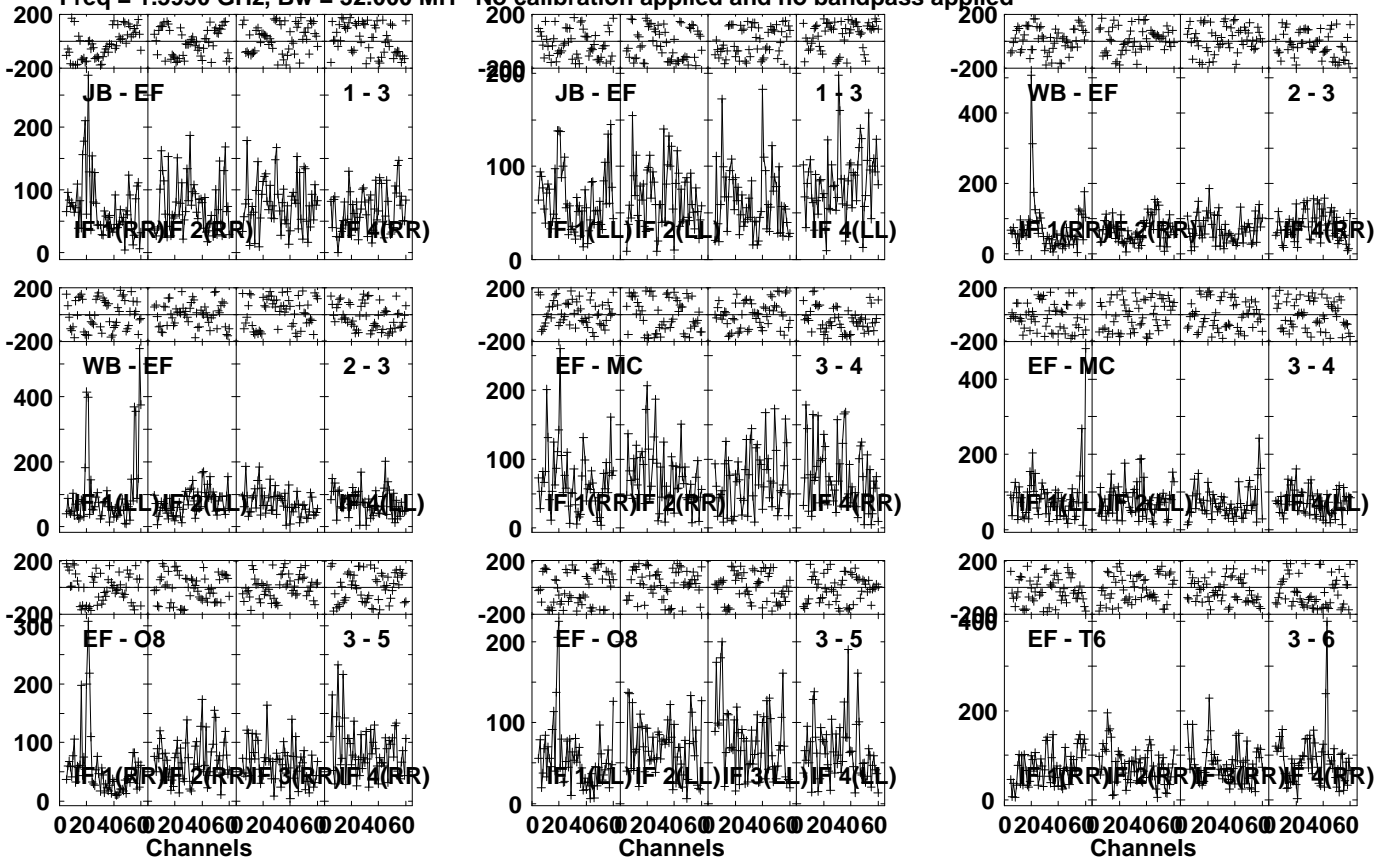 Freq = 1.5950 GHz, Bw = 32.000 MH No calibration applied and no bandpass applied
200
-200
JB - EF 1 - 3
200
100
0
IF 1(RR) IF 2(RR) IF 4(RR)
200
-200
200
JB - EF 1 - 3
100
0
IF 1(LL) IF 2(LL) IF 4(LL)
200
-200
WB - EF 2 - 3
400
200
0
IF 1(RR) IF 2(RR) IF 4(RR)
200
-200
WB - EF 2 - 3
400
200
0
IF 1(LL) IF 2(LL) IF 4(LL)
200
-200
EF - MC 3 - 4
200
100
0
IF 1(RR) IF 2(RR) IF 4(RR)
200
-200
EF - MC 3 - 4
400
200
0
IF 1(LL) IF 2(LL) IF 4(LL)
200
-200
300
EF - O8 3 - 5
200
100
0
IF 1(RR) IF 2(RR) IF 3(RR) IF 4(RR)
0 20 40 60 0 20 40 60 0 20 40 60 0 20 40 60
Channels
200
-200
EF - O8 3 - 5
200
100
0
IF 1(LL) IF 2(LL) IF 3(LL) IF 4(LL)
0 20 40 60 0 20 40 60 0 20 40 60 0 20 40 60
Channels
200
-200
400
EF - T6 3 - 6
200
0
IF 1(RR) IF 2(RR) IF 3(RR) IF 4(RR)
0 20 40 60 0 20 40 60 0 20 40 60 0 20 40 60
Channels